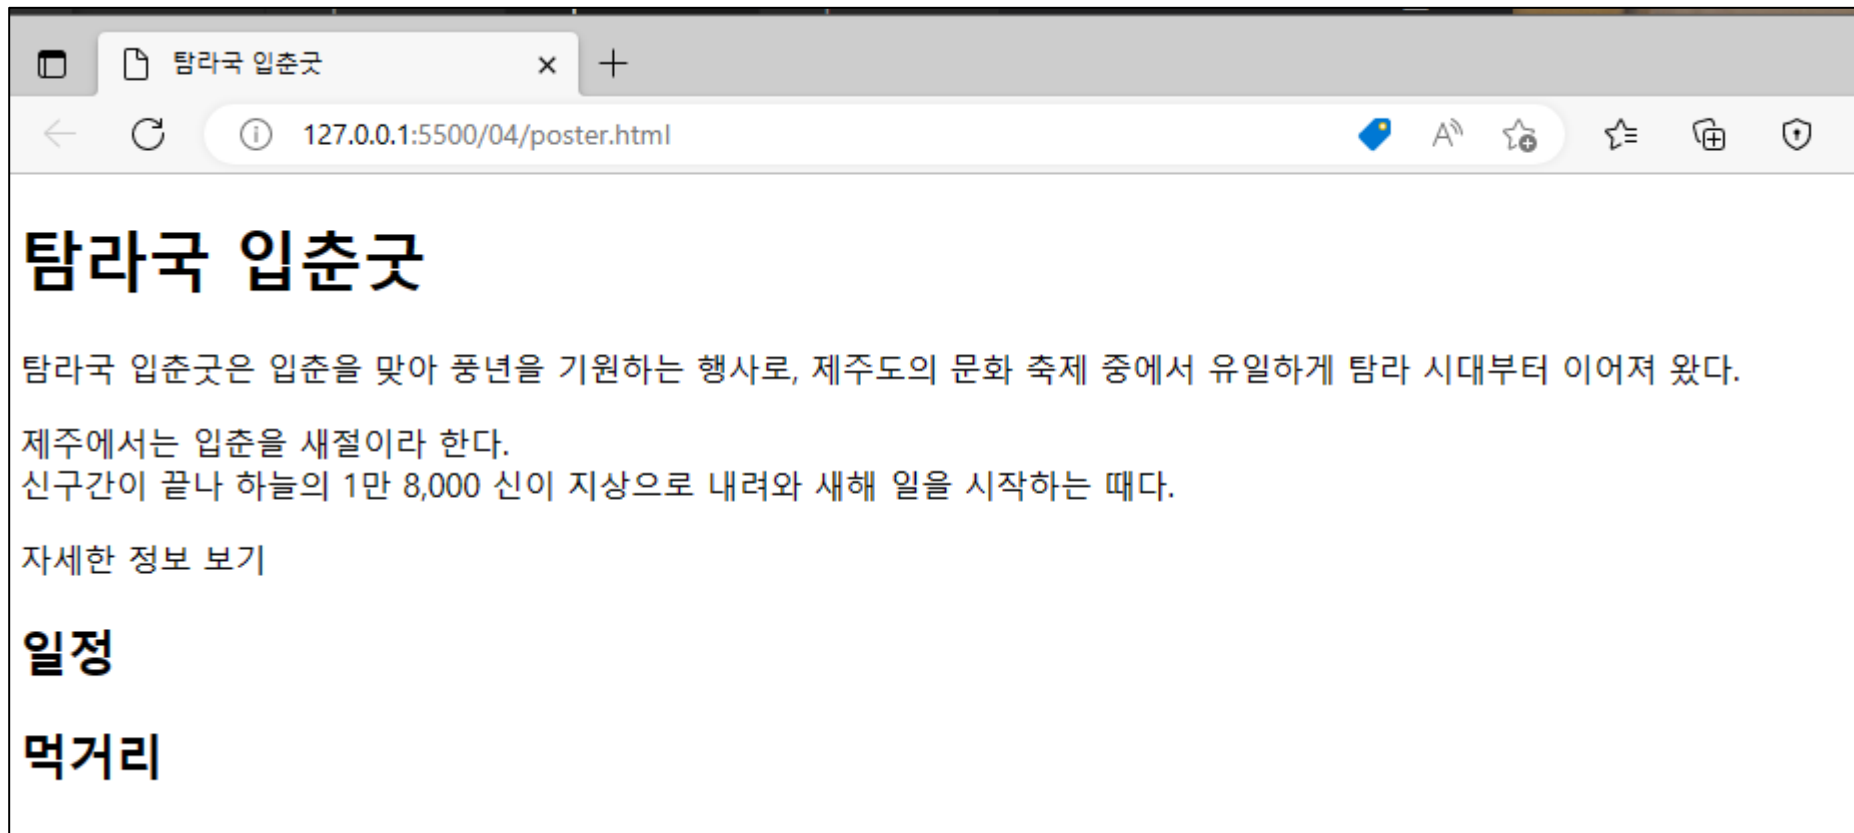 탐라국 입춘굿
127.0.0.1:5500/04/poster.html
탐라국 입춘굿
탐라국 입춘굿은 입춘을 맞아 풍년을 기원하는 행사로, 제주도의 문화 축제 중에서 유일하게 탐라 시대부터 이어져 왔다.
제주에서는 입춘을 새절이라 한다.
신구간이 끝나 하늘의 1만 8,000 신이 지상으로 내려와 새해 일을 시작하는 때다.
자세한 정보 보기
일정
먹거리